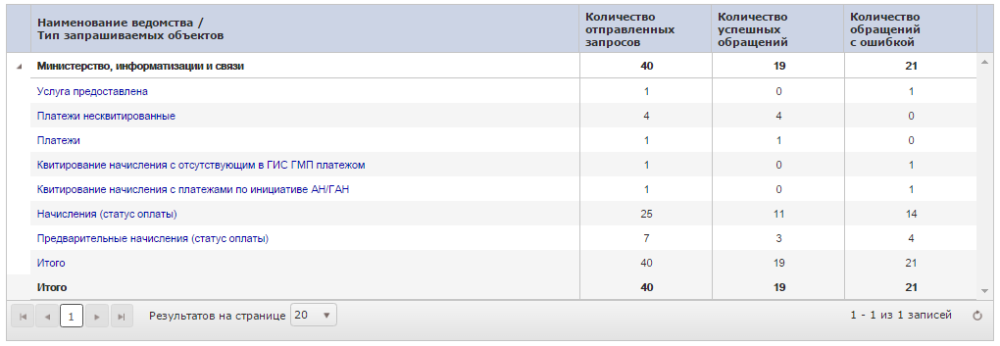 Наименование ведомства /
Тип запрашиваемых объектов
Количество
отправленных
запросов
Количество
успешных
обращений
Количество
обращений
с ошибкой
Министерство, информатизации и связи 40 19 21
Услуга предоставлена 1 0 1
Платежи несквитированные 4 4 0
Платежи 1 1 0
Квитирование начисления с отсутствующим в ГИС ГМП платежом 1 0 1
Квитирование начисления с платежами по инициативе АН/ГАН 1 0 1
Начисления (статус оплаты) 25 11 14
Предварительные начисления (статус оплаты) 7 3 4
Итого 40 19 21
Итого 40 19 21
1 Результатов на странице 20 1 - 1 из 1 записей